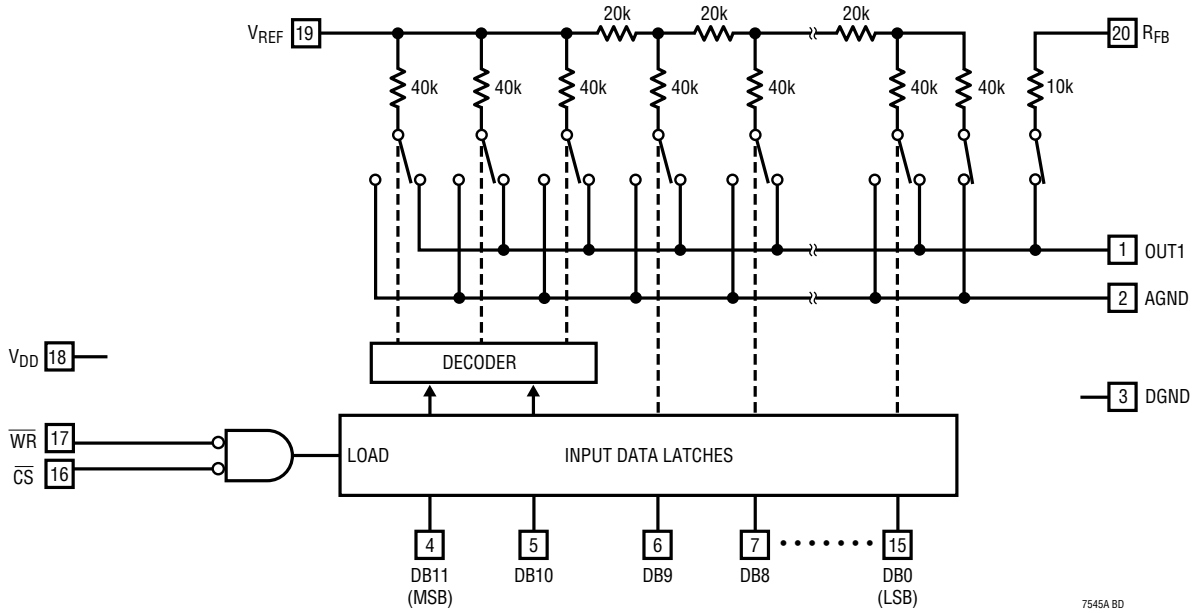 20k 20k 20k
VREF 19 20 RFB
40k 40k 40k 40k 40k 40k 40k 10k
1 OUT1
2 AGND
VDD 18
DECODER
3 DGND
W̅R̅ 17
C̅S̅ 16
LOAD INPUT DATA LATCHES
4 5 6 7 15
DB11 DB10 DB9 DB8 DB0
(MSB) (LSB)
7545A BD